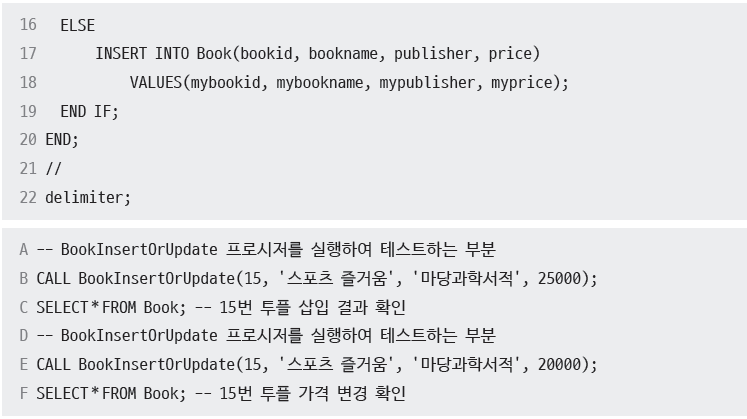 16 ELSE
17 INSERT INTO Book(bookid, bookname, publisher, price)
18 VALUES(mybookid, mybookname, mypublisher, myprice);
19 END IF;
20 END;
21 //
22 delimiter;
A -- BookInsertOrUpdate 프로시저를 실행하여 테스트하는 부분
B CALL BookInsertOrUpdate(15, '스포츠 즐거움', '마당과학서적', 25000);
C SELECT*FROM Book; -- 15번 투플 삽입 결과 확인
D -- BookInsertOrUpdate 프로시저를 실행하여 테스트하는 부분
E CALL BookInsertOrUpdate(15, '스포츠 즐거움', '마당과학서적', 20000);
F SELECT*FROM Book; -- 15번 투플 가격 변경 확인